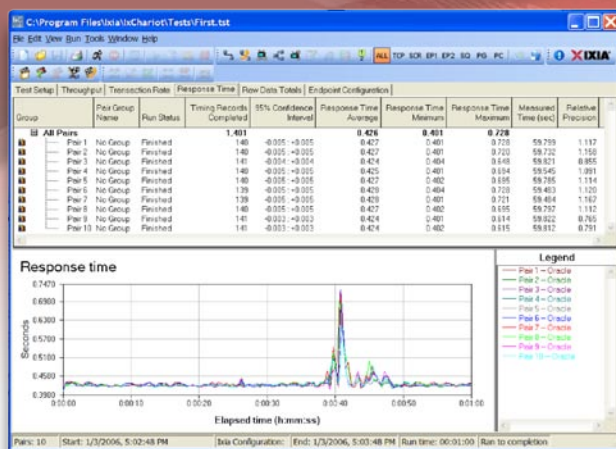 C:\Program Files\Ixia\IxChariot\Tests\First.tst
File Edit View Run Tools Window Help
ALL TCP SCR EP1 EP2 SQ PG PC XIXIA
Test Setup Throughput Transaction Rate Response Time Raw Data Totals Endpoint Configuration
Group Pair Group Name Run Status Timing Records Completed 95% Confidence Interval Response Time Average Response Time Minimum Response Time Maximum Measured Time (sec) Relative Precision
All Pairs 1,401 0.426 0.401 0.728
Pair 1 No Group Finished 140 -0.005 : +0.005 0.427 0.401 0.728 59.799 1.117
Pair 2 No Group Finished 140 -0.005 : +0.005 0.427 0.401 0.720 59.732 1.158
Pair 3 No Group Finished 141 -0.004 : +0.004 0.424 0.404 0.648 59.821 0.855
Pair 4 No Group Finished 141 -0.005 : +0.005 0.425 0.401 0.694 59.545 1.091
Pair 5 No Group Finished 140 -0.005 : +0.005 0.427 0.402 0.695 59.785 1.114
Pair 6 No Group Finished 139 -0.005 : +0.005 0.428 0.404 0.728 59.483 1.120
Pair 7 No Group Finished 139 -0.005 : +0.005 0.428 0.401 0.721 59.484 1.167
Pair 8 No Group Finished 140 -0.005 : +0.005 0.427 0.402 0.695 59.797 1.112
Pair 9 No Group Finished 141 -0.003 : +0.003 0.424 0.401 0.614 59.822 0.765
Pair 10 No Group Finished 141 -0.003 : +0.003 0.424 0.402 0.615 59.812 0.791
Response time
Seconds
0.7470
0.6900
0.6300
0.5700
0.5100
0.4500
0.3900
0:00:00 0:00:10 0:00:20 0:00:30 0:00:40 0:00:50 0:01:00
Elapsed time (h:mm:ss)
Legend
Pair 1 -- Oracle
Pair 2 -- Oracle
Pair 3 -- Oracle
Pair 4 -- Oracle
Pair 5 -- Oracle
Pair 6 -- Oracle
Pair 7 -- Oracle
Pair 8 -- Oracle
Pair 9 -- Oracle
Pair 10 -- Oracle
Pairs: 10 Start: 1/3/2006, 5:02:48 PM Ixia Configuration: End: 1/3/2006, 5:03:48 PM Run time: 00:01:00 Ran to completion